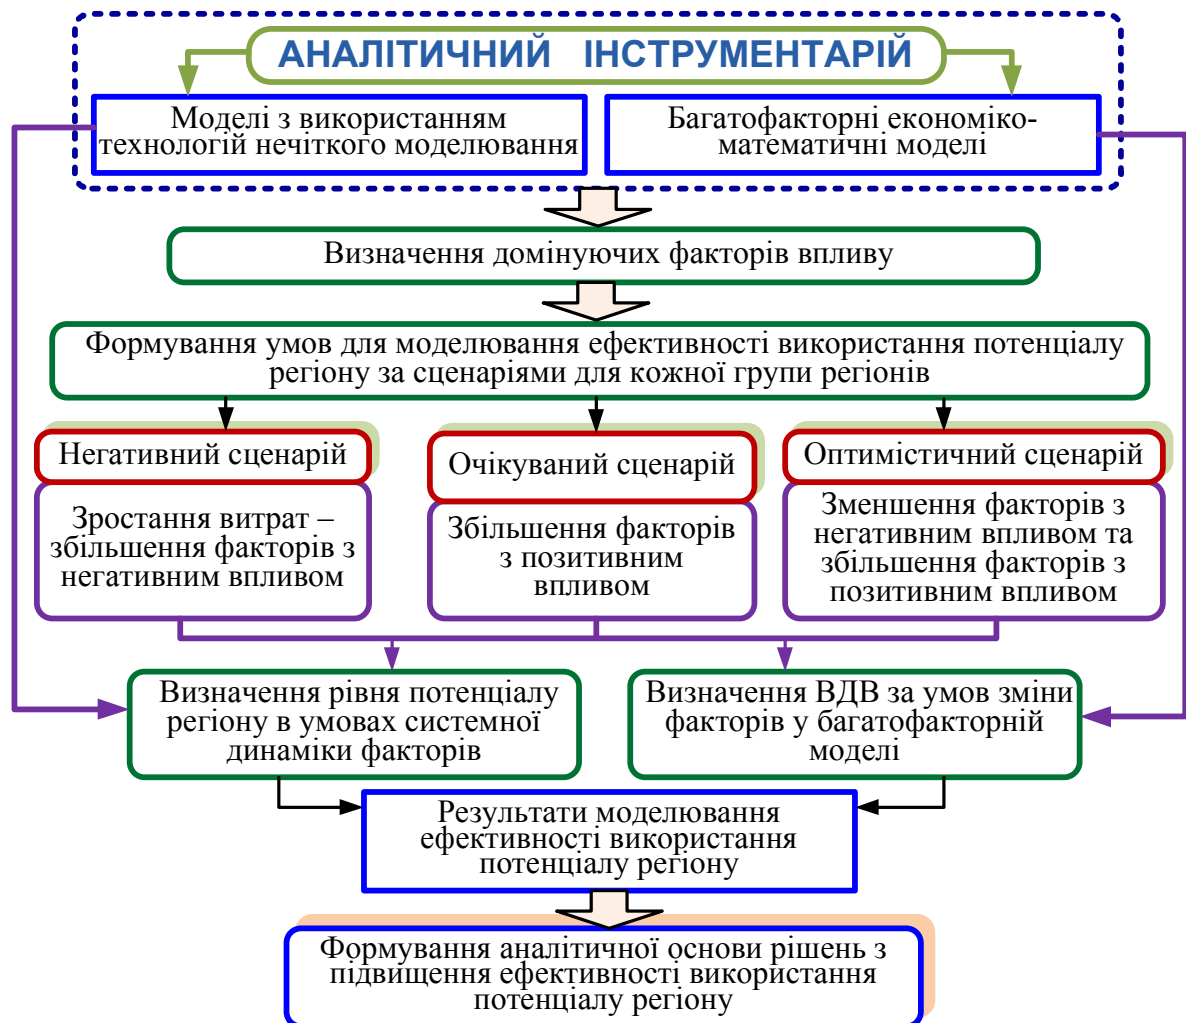 АНАЛІТИЧНИЙ ІНСТРУМЕНТАРІЙ
Моделі з використанням
технологій нечіткого моделювання
Багатофакторні економіко-
математичні моделі
Визначення домінуючих факторів впливу
Формування умов для моделювання ефективності використання потенціалу
регіону за сценаріями для кожної групи регіонів
Негативний сценарій
Зростання витрат –
збільшення факторів з
негативним впливом
Очікуваний сценарій
Збільшення факторів
з позитивним
впливом
Оптимістичний сценарій
Зменшення факторів з
негативним впливом та
збільшення факторів з
позитивним впливом
Визначення рівня потенціалу
регіону в умовах системної
динаміки факторів
Визначення ВДВ за умов зміни
факторів у багатофакторній
моделі
Результати моделювання
ефективності використання
потенціалу регіону
Формування аналітичної основи рішень з
підвищення ефективності використання
потенціалу регіону